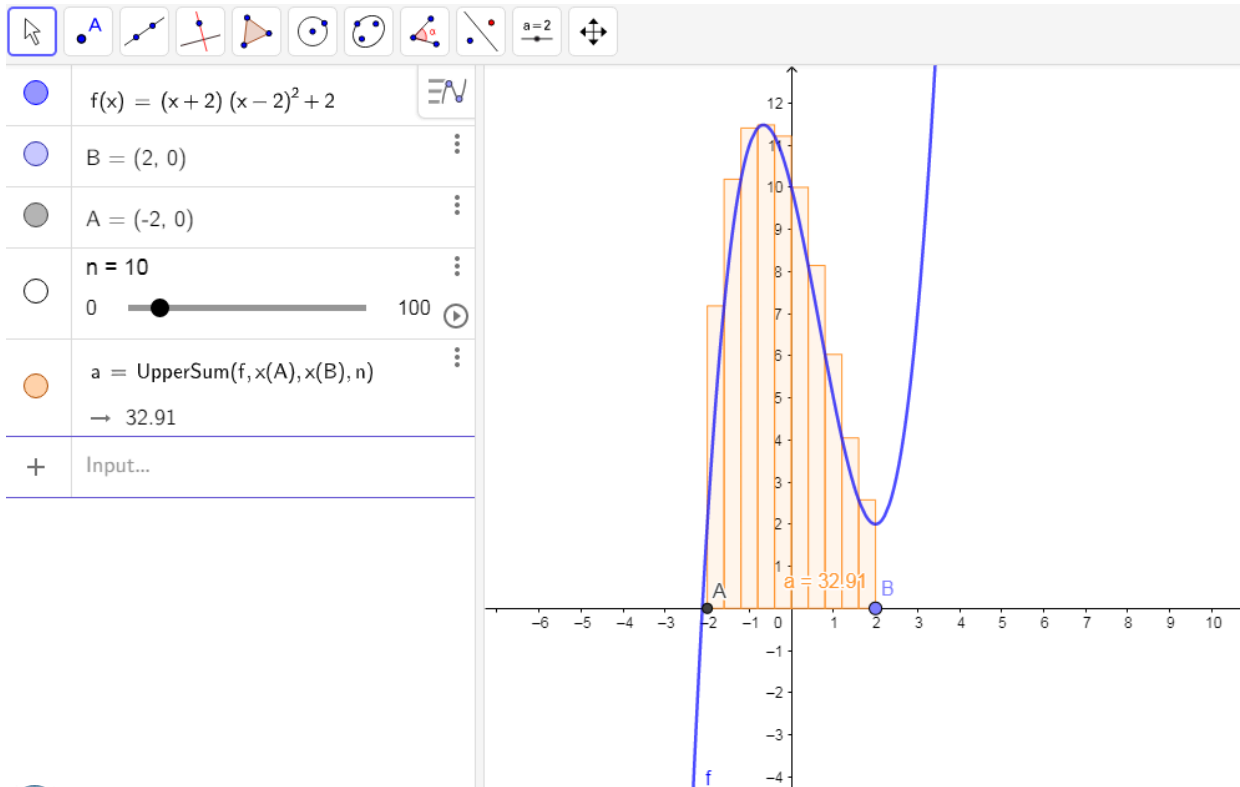 A
α
a = 2
f(x) = (x + 2) (x − 2)² + 2
B = (2, 0)
A = (-2, 0)
n = 10
0
100
a = UpperSum(f, x(A), x(B), n)
→ 32.91
+ Input...
12
11
10
9
8
7
6
5
4
3
2
1
a = 32.91
A
B
–6 –5 –4 –3 –2 –1 0 1 2 3 4 5 6 7 8 9 10
–1
–2
–3
–4
f